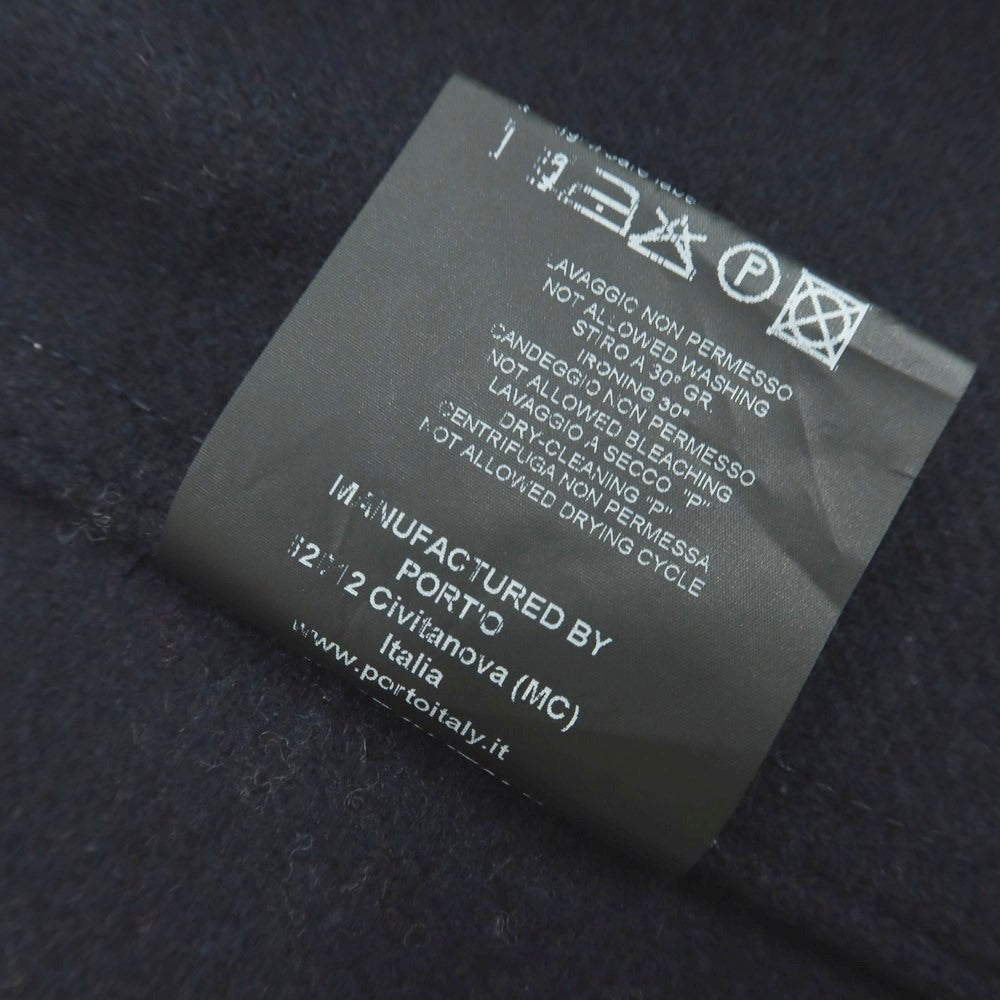 P
LAVAGGIO NON PERMESSO
NOT ALLOWED WASHING
STIRO A 30° GR.
IRONING 30°
CANDEGGIO NON PERMESSO
NOT ALLOWED BLEACHING
LAVAGGIO A SECCO "P"
DRY-CLEANING "P"
CENTRIFUGA NON PERMESSA
NOT ALLOWED DRYING CYCLE
MANUFACTURED BY
PORT'O
Civitanova (MC)
Italia
www.portoitaly.it